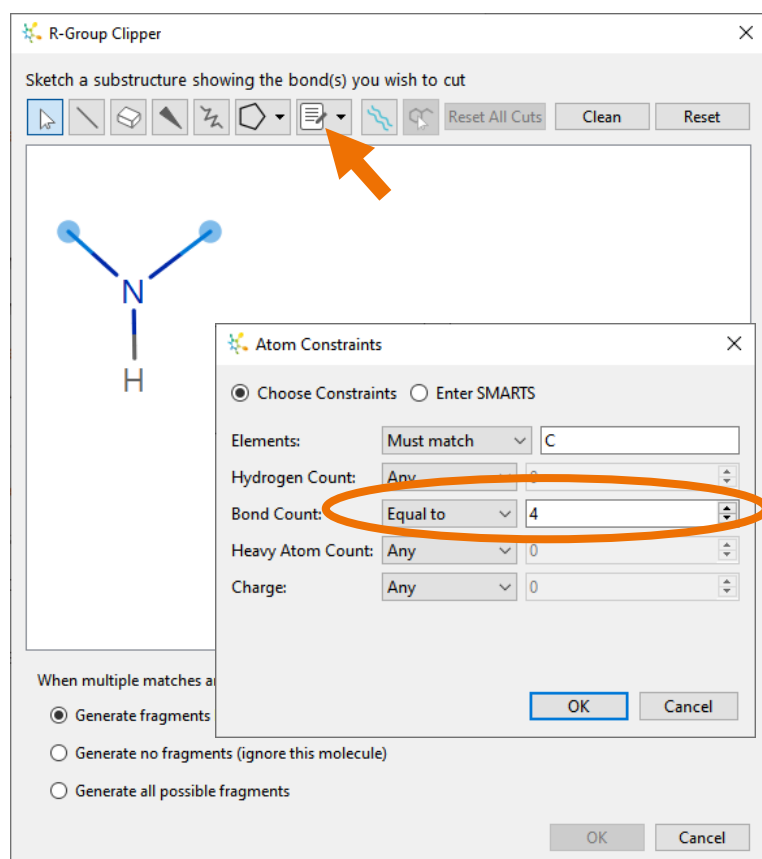 R-Group Clipper
Sketch a substructure showing the bond(s) you wish to cut
Reset All Cuts Clean Reset
N
H
Atom Constraints
Choose Constraints Enter SMARTS
Elements: Must match C
Hydrogen Count: Any 0
Bond Count: Equal to 4
Heavy Atom Count: Any 0
Charge: Any 0
OK Cancel
When multiple matches
Generate fragments
Generate no fragments (ignore this molecule)
Generate all possible fragments
OK Cancel